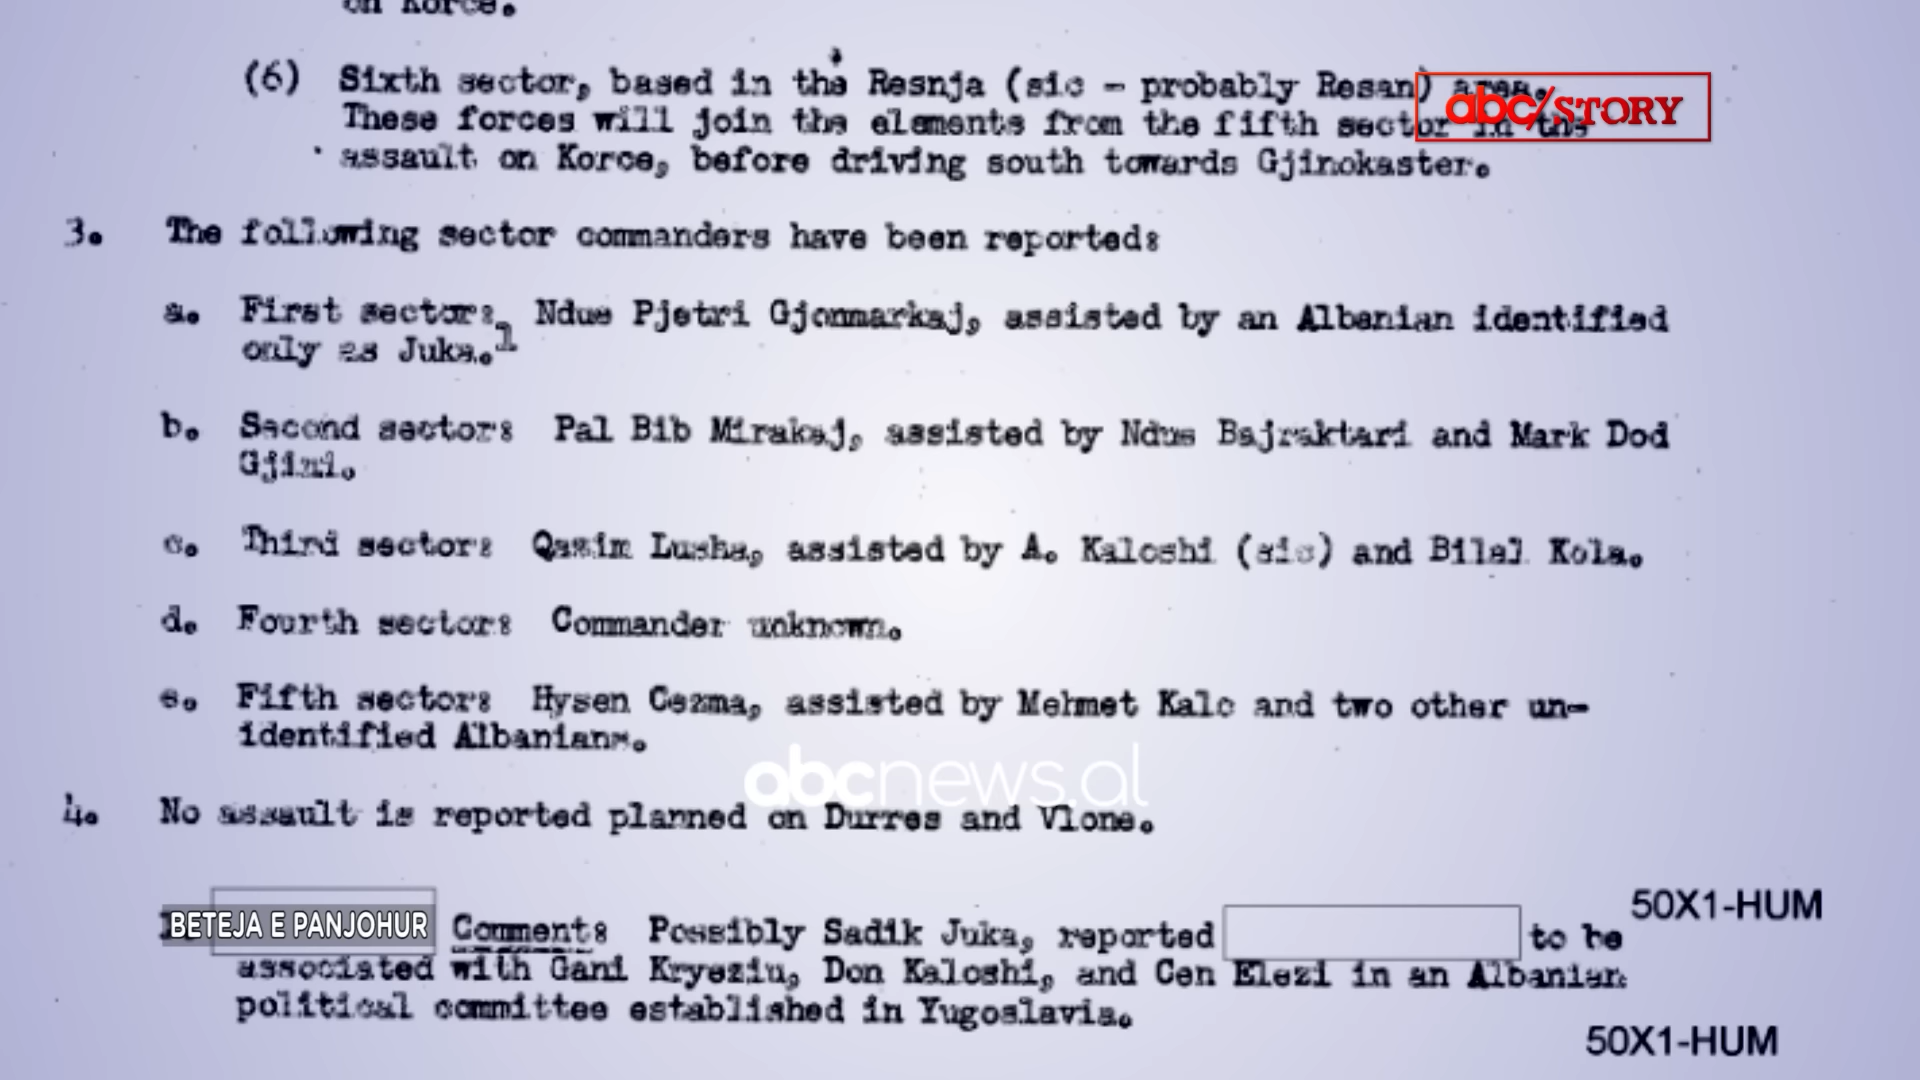 on Korce.
(6) Sixth sector, based in the Resnja (sic - probably Resan) area.
abc/STORY
These forces will join the elements from the fifth sector in the
assault on Korce, before driving south towards Gjinokaster.
3. The following sector commanders have been reported:
a. First sector: Ndue Pjetri Gjonmarkaj, assisted by an Albanian identified
only as Juka.1
b. Second sector: Pal Bib Mirakaj, assisted by Ndue Bajraktari and Mark Dod
Gjini.
c. Third sector: Qazim Lusha, assisted by A. Kaloshi (sic) and Bilal Kola.
d. Fourth sector: Commander unknown.
e. Fifth sector: Hysen Cezma, assisted by Mehmet Kalo and two other un-
identified Albanians.
abcnews.al
4. No assault is reported planned on Durres and Vlone.
50X1-HUM
BETEJA E PANJOHUR Comment: Possibly Sadik Juka, reported to be
associated with Gani Kryeziu, Don Kaloshi, and Cen Elezi in an Albanian
political committee established in Yugoslavia.
50X1-HUM